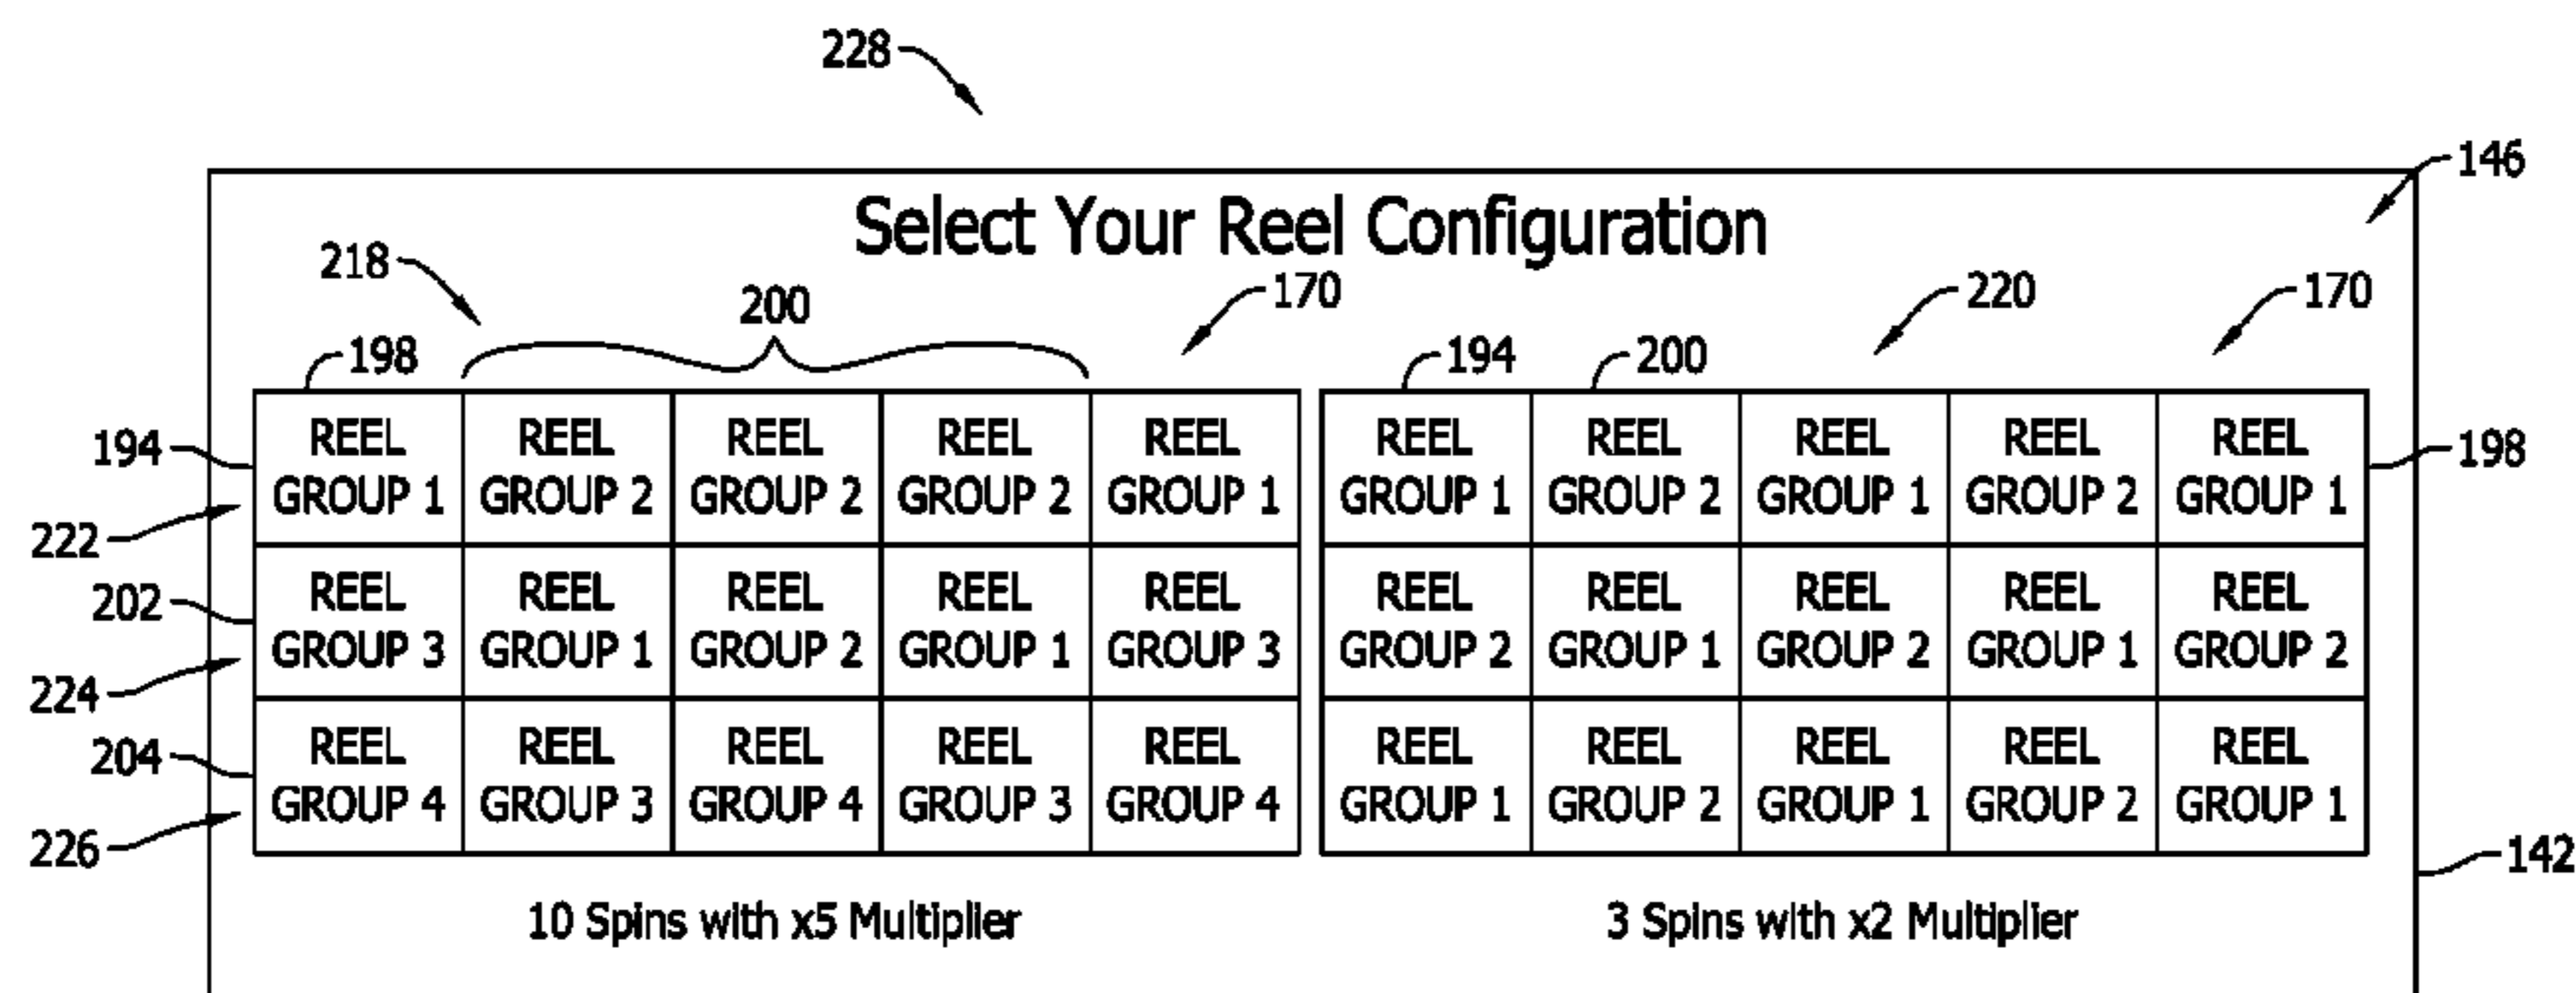 228
146
Select Your Reel Configuration
218
200
170
220
170
198
194
200
194
REEL GROUP 1
REEL GROUP 2
REEL GROUP 2
REEL GROUP 2
REEL GROUP 1
REEL GROUP 1
REEL GROUP 2
REEL GROUP 1
REEL GROUP 2
REEL GROUP 1
198
222
202
REEL GROUP 3
REEL GROUP 1
REEL GROUP 2
REEL GROUP 1
REEL GROUP 3
REEL GROUP 2
REEL GROUP 1
REEL GROUP 2
REEL GROUP 1
REEL GROUP 2
224
204
REEL GROUP 4
REEL GROUP 3
REEL GROUP 4
REEL GROUP 3
REEL GROUP 4
REEL GROUP 1
REEL GROUP 2
REEL GROUP 1
REEL GROUP 2
REEL GROUP 1
226
142
10 Spins with x5 Multiplier
3 Spins with x2 Multiplier